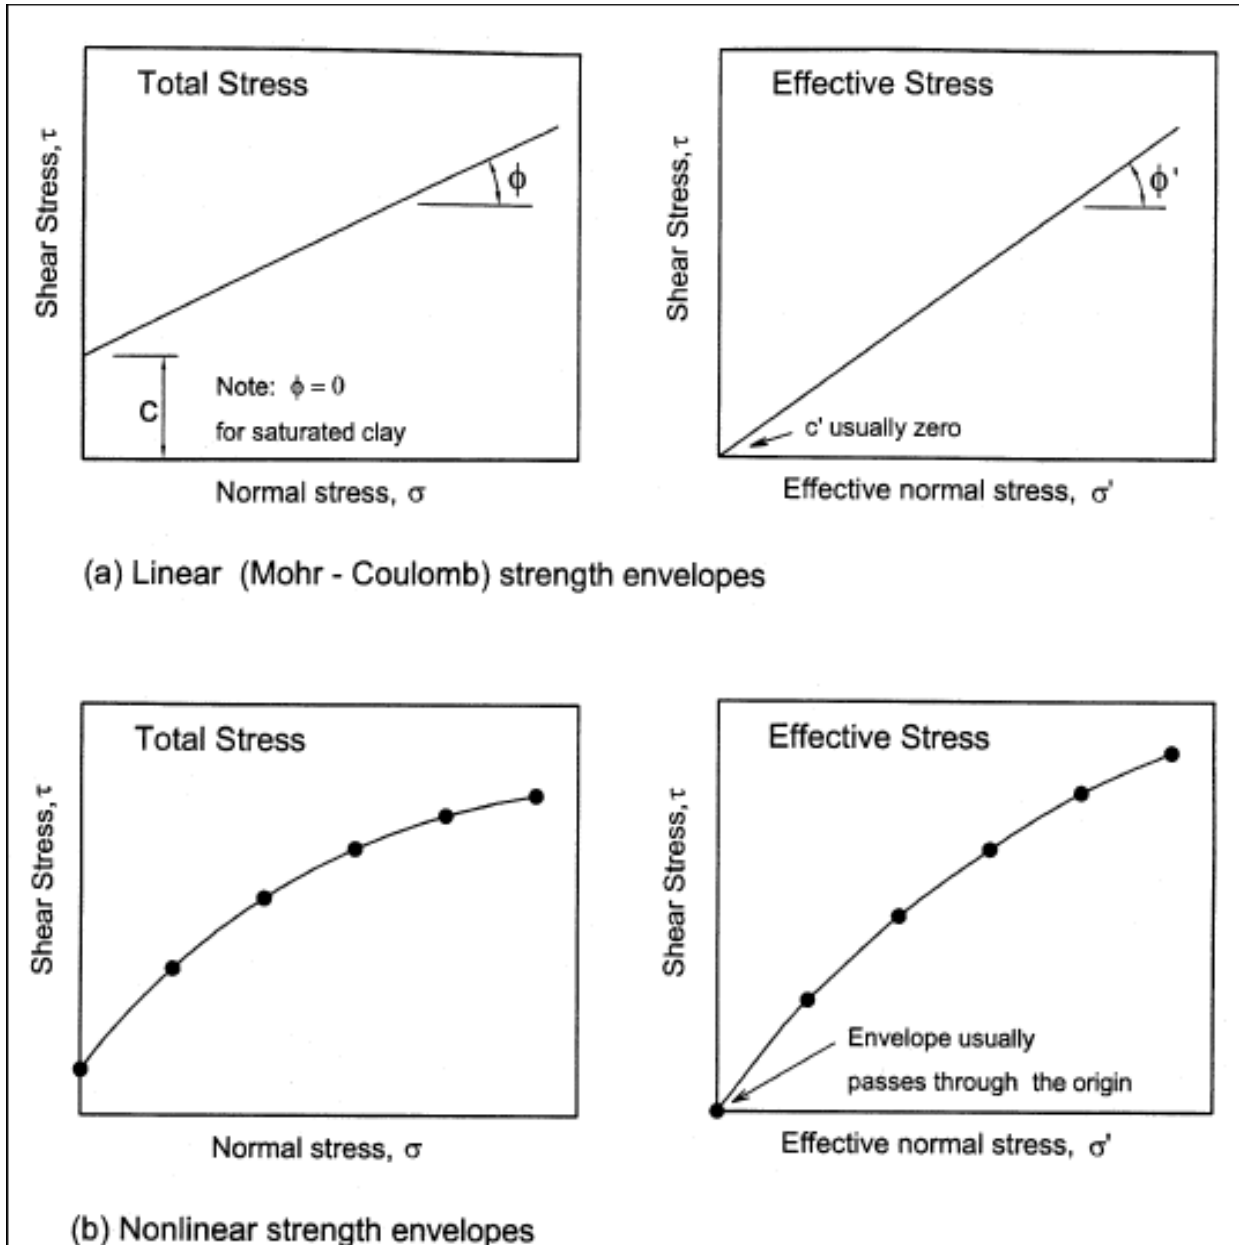 Total Stress
Shear Stress, τ
ϕ
c
Note: ϕ = 0
for saturated clay
Normal stress, σ
Effective Stress
Shear Stress, τ
ϕ'
c' usually zero
Effective normal stress, σ'
(a) Linear (Mohr - Coulomb) strength envelopes
Total Stress
Shear Stress, τ
Normal stress, σ
Effective Stress
Shear Stress, τ
Envelope usually
passes through the origin
Effective normal stress, σ'
(b) Nonlinear strength envelopes